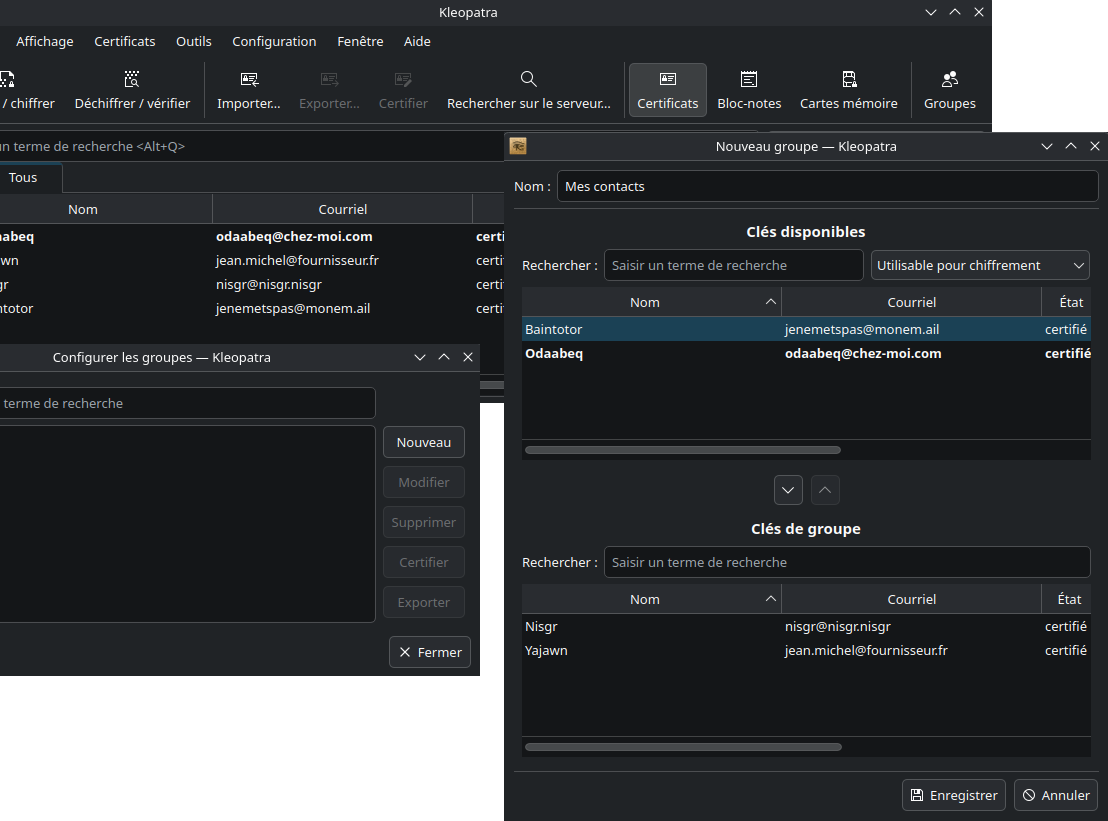 Kleopatra
Affichage Certificats Outils Configuration Fenêtre Aide
/ chiffrer Déchiffrer / vérifier Importer... Exporter... Certifier Rechercher sur le serveur... Certificats Bloc-notes Cartes mémoire Groupes
un terme de recherche <Alt+Q>
Tous
Nom Courriel
aabeq odaabeq@chez-moi.com certi
wn jean.michel@fournisseur.fr certi
gr nisgr@nisgr.nisgr certi
ntotor jenemetspas@monem.ail certi
Configurer les groupes — Kleopatra
terme de recherche
Nouveau
Modifier
Supprimer
Certifier
Exporter
Fermer
Nouveau groupe — Kleopatra
Nom : Mes contacts
Clés disponibles
Rechercher : Saisir un terme de recherche Utilisable pour chiffrement
Nom Courriel État
Baintotor jenemetspas@monem.ail certifié
Odaabeq odaabeq@chez-moi.com certifié
Clés de groupe
Rechercher : Saisir un terme de recherche
Nom Courriel État
Nisgr nisgr@nisgr.nisgr certifié
Yajawn jean.michel@fournisseur.fr certifié
Enregistrer Annuler